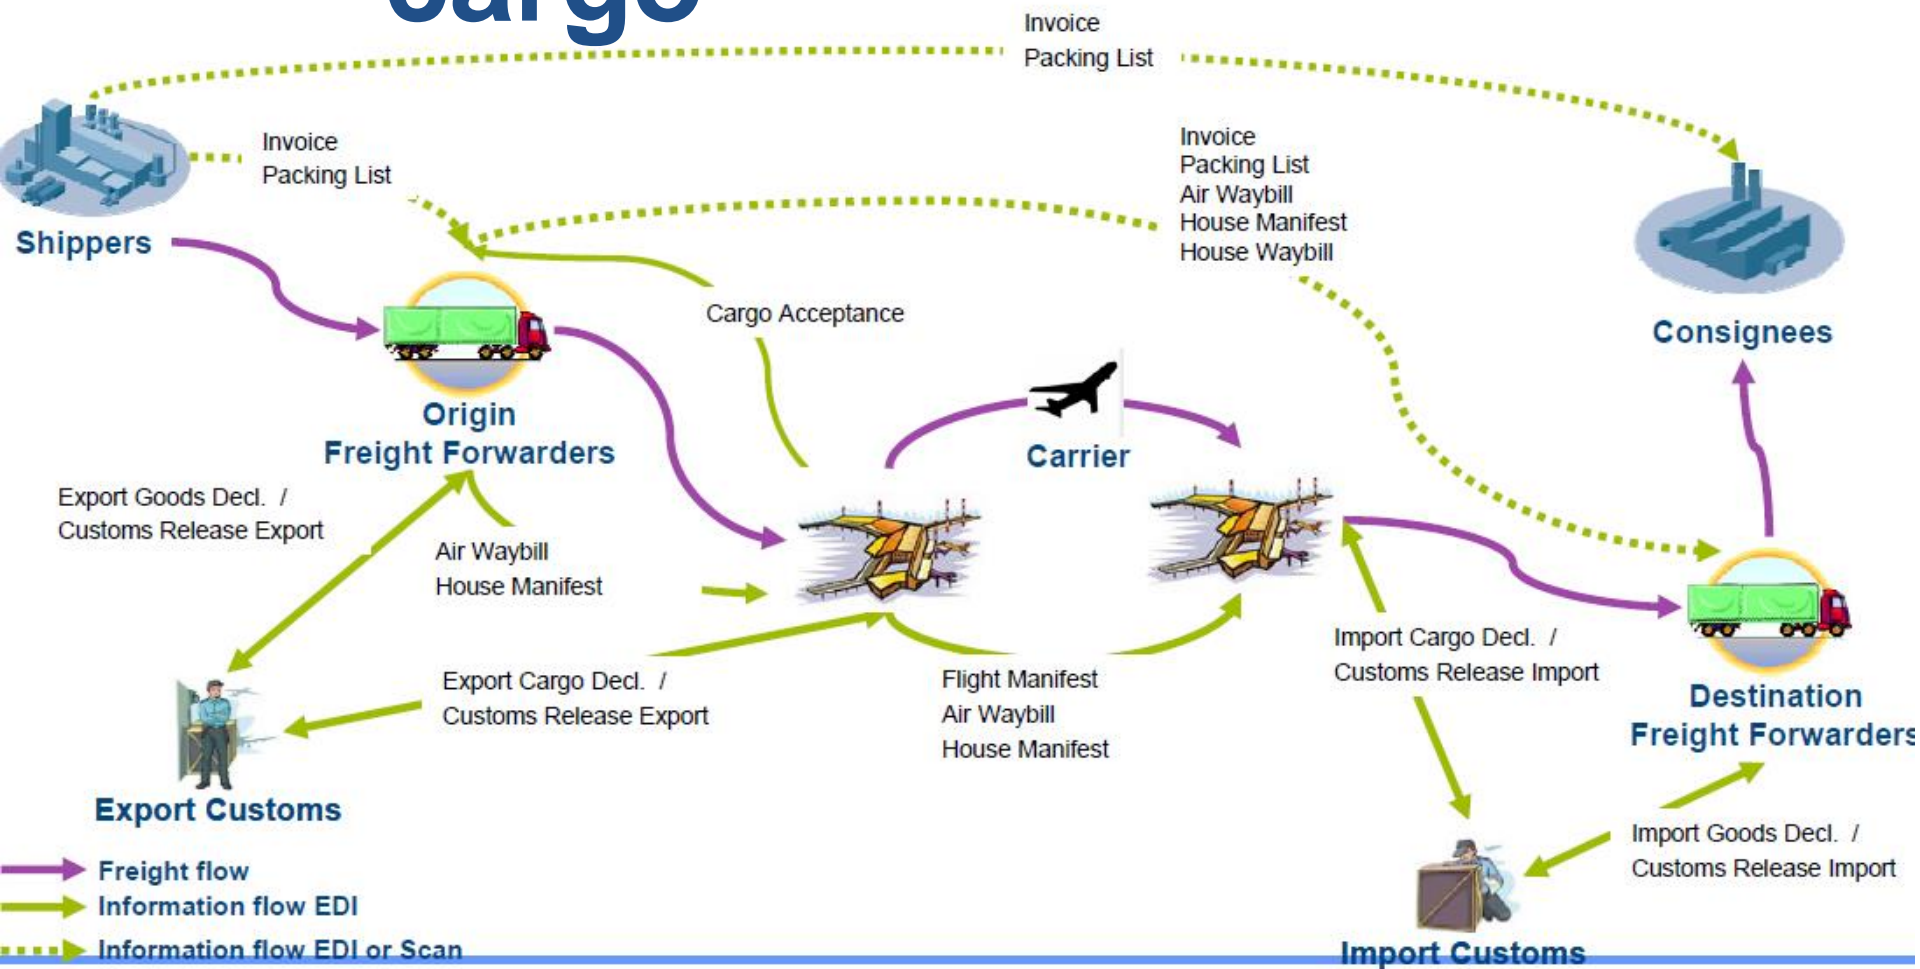 cargo
Invoice
Packing List
Invoice
Packing List
Invoice
Packing List
Air Waybill
House Manifest
House Waybill
Shippers
Cargo Acceptance
Consignees
Origin
Freight Forwarders
Carrier
Export Goods Decl. /
Customs Release Export
Air Waybill
House Manifest
Import Cargo Decl. /
Customs Release Import
Export Cargo Decl. /
Customs Release Export
Flight Manifest
Air Waybill
House Manifest
Destination
Freight Forwarders
Export Customs
Import Goods Decl. /
Customs Release Import
Freight flow
Information flow EDI
Information flow EDI or Scan
Import Customs